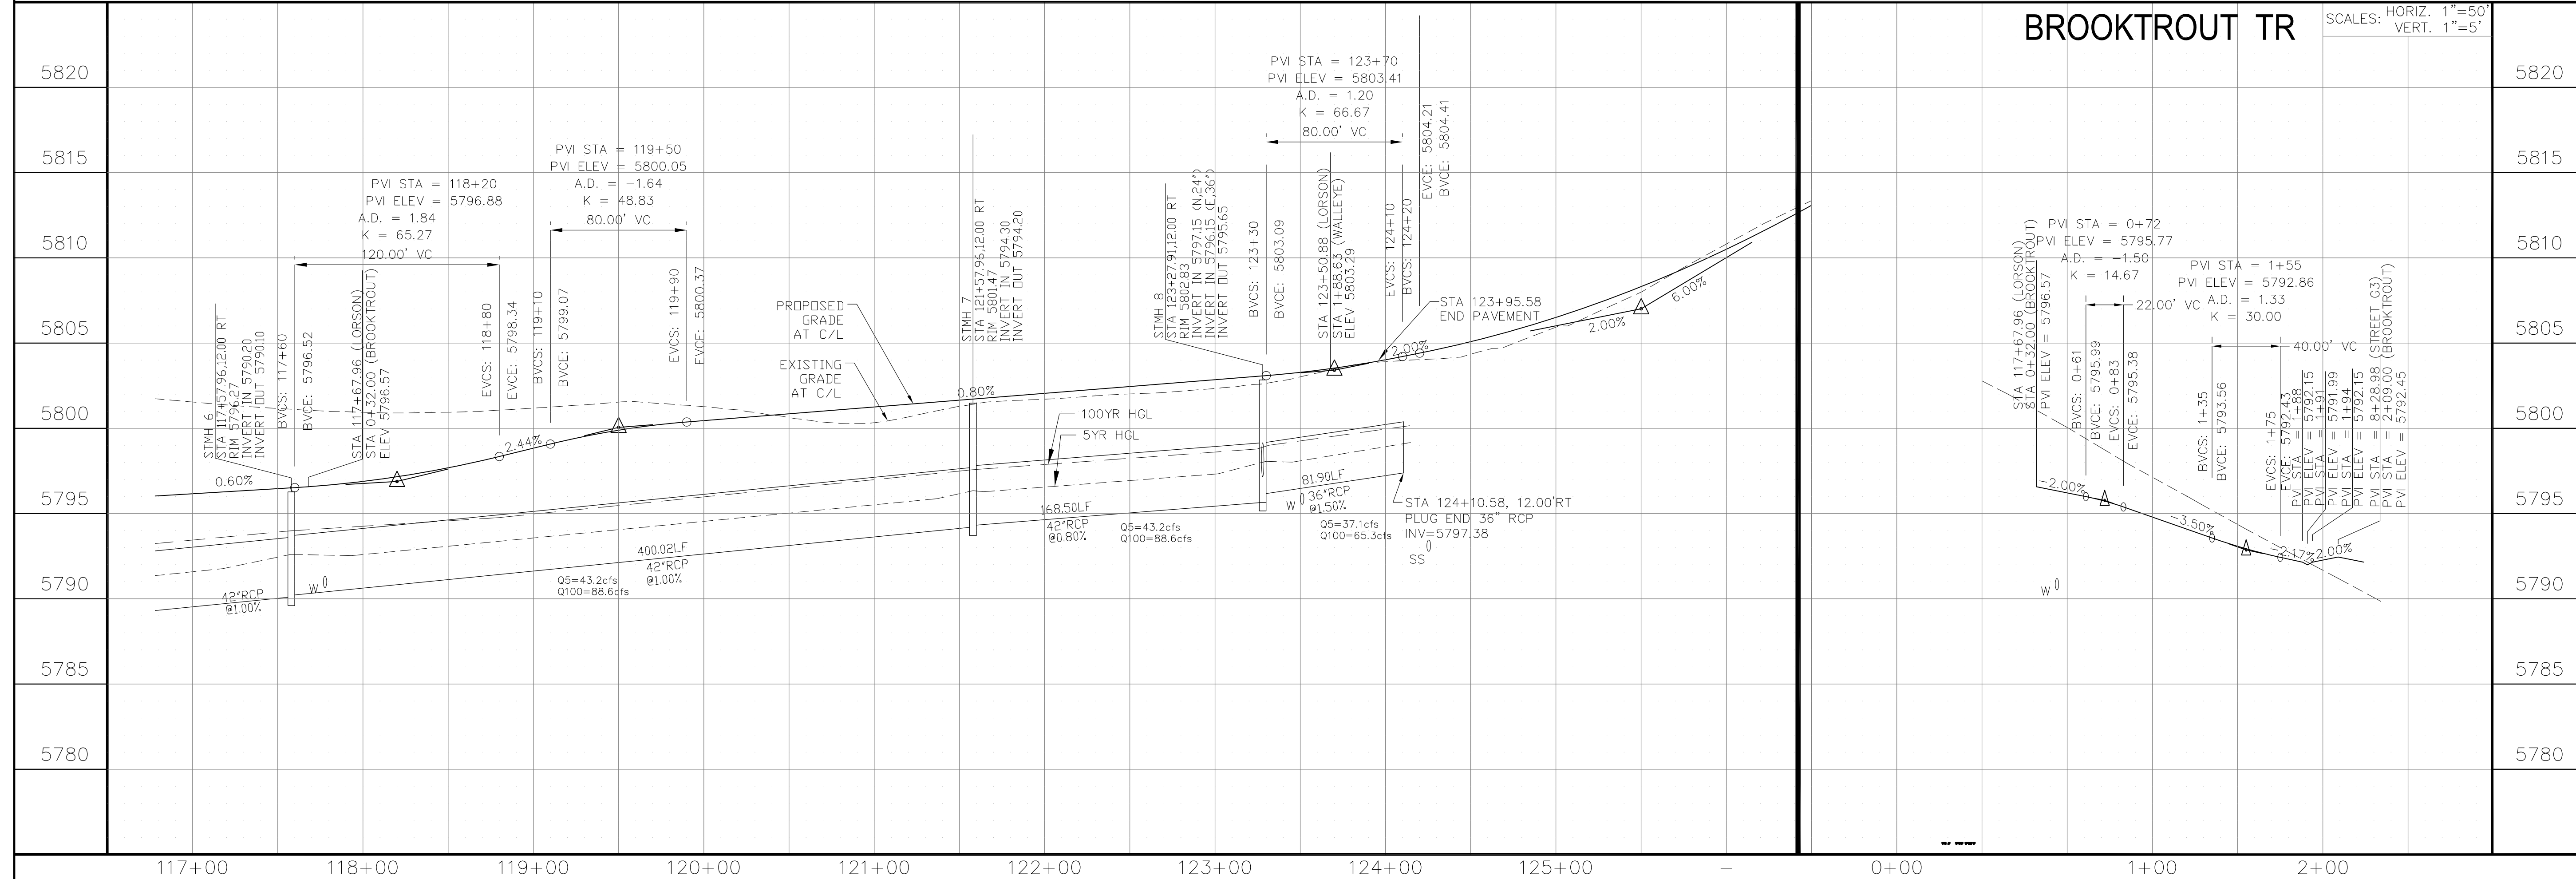 BROOKTROUT TR
SCALES: HORIZ. 1"=50'
VERT. 1"=5'
5820
5815
5810
5805
5800
5795
5790
5785
5780
STMH 6
STA 117+57.96,12.00 RT
RIM 5796.27
INVERT IN 5790.20
INVERT OUT 5790.10
BVCS: 117+60
BVCE: 5796.52
STA 117+67.96 (LORSON)
STA 0+32.00 (BROOKTROUT)
ELEV 5796.57
PVI STA = 118+20
PVI ELEV = 5796.88
A.D. = 1.84
K = 65.27
120.00' VC
EVCS: 118+80
EVCE: 5798.34
PVI STA = 119+50
PVI ELEV = 5800.05
A.D. = -1.64
K = 48.83
80.00' VC
BVCS: 119+10
BVCE: 5799.07
EVCS: 119+90
EVCE: 5800.37
PROPOSED
GRADE
AT C/L
EXISTING
GRADE
AT C/L
STMH 7
STA 121+57.96,12.00 RT
RIM 5801.47
INVERT IN 5794.30
INVERT OUT 5794.20
100YR HGL
5YR HGL
STMH 8
STA 123+27.91,12.00 RT
RIM 5802.83
INVERT IN 5797.15 (N,24")
INVERT IN 5796.15 (E,36")
INVERT OUT 5795.65
BVCS: 123+30
BVCE: 5803.09
PVI STA = 123+70
PVI ELEV = 5803.41
A.D. = 1.20
K = 66.67
80.00' VC
STA 123+50.88 (LORSON)
STA 1+88.63 (WALLEYE)
ELEV 5803.29
EVCS: 124+10
BVCS: 124+20
EVCE: 5804.21
BVCE: 5804.41
STA 123+95.58
END PAVEMENT
0.60%
2.44%
0.80%
2.00%
2.00%
6.00%
42"RCP
@1.00%
W
Q5=43.2cfs
Q100=88.6cfs
400.02LF
42"RCP
@1.00%
168.50LF
42"RCP
@0.80%
Q5=43.2cfs
Q100=88.6cfs
W
81.90LF
36"RCP
@1.50%
Q5=37.1cfs
Q100=65.3cfs
STA 124+10.58, 12.00'RT
PLUG END 36" RCP
INV=5797.38
SS
STA 117+67.96 (LORSON)
STA 0+32.00 (BROOKTROUT)
PVI ELEV = 5796.57
PVI STA = 0+72
PVI ELEV = 5795.77
A.D. = -1.50
K = 14.67
22.00' VC
BVCS: 0+61
BVCE: 5795.99
EVCS: 0+83
EVCE: 5795.38
PVI STA = 1+55
PVI ELEV = 5792.86
A.D. = 1.33
K = 30.00
40.00' VC
BVCS: 1+35
BVCE: 5793.56
EVCS: 1+75
EVCE: 5792.43
PVI STA = 1+88
PVI ELEV = 5792.15
PVI STA = 1+91
PVI ELEV = 5791.99
PVI STA = 1+94
PVI ELEV = 5792.15
PVI STA = 8+28.98 (STREET G3)
PVI STA = 2+09.00 (BROOKTROUT)
PVI ELEV = 5792.45
-2.00%
-3.50%
-2.17%
2.00%
W
5820
5815
5810
5805
5800
5795
5790
5785
5780
117+00
118+00
119+00
120+00
121+00
122+00
123+00
124+00
125+00
-
0+00
1+00
2+00